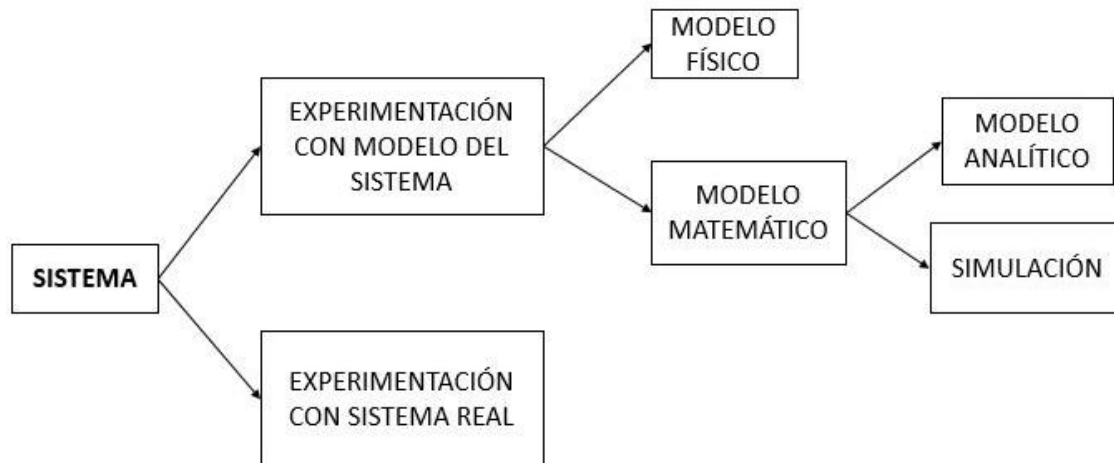 MODELO
FÍSICO
EXPERIMENTACIÓN
CON MODELO DEL
SISTEMA
MODELO
ANALÍTICO
MODELO
MATEMÁTICO
SIMULACIÓN
SISTEMA
EXPERIMENTACIÓN
CON SISTEMA REAL